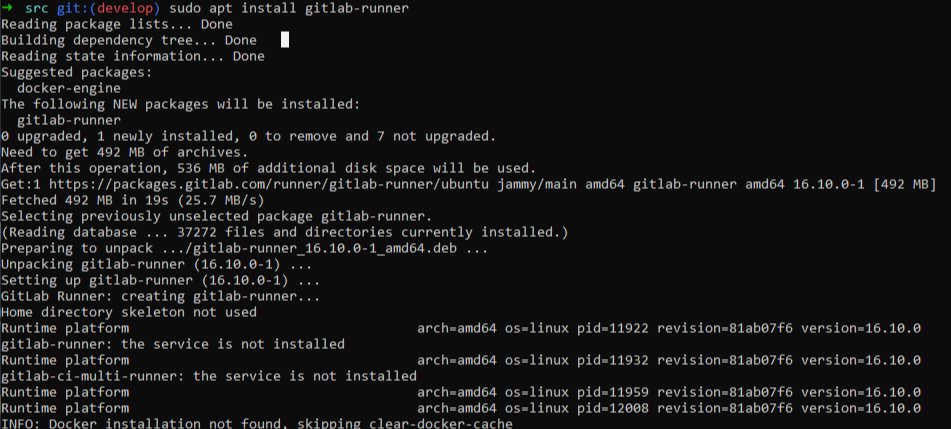 → src git:(develop) sudo apt install gitlab-runner
Reading package lists... Done
Building dependency tree... Done
Reading state information... Done
Suggested packages:
  docker-engine
The following NEW packages will be installed:
  gitlab-runner
0 upgraded, 1 newly installed, 0 to remove and 7 not upgraded.
Need to get 492 MB of archives.
After this operation, 536 MB of additional disk space will be used.
Get:1 https://packages.gitlab.com/runner/gitlab-runner/ubuntu jammy/main amd64 gitlab-runner amd64 16.10.0-1 [492 MB]
Fetched 492 MB in 19s (25.7 MB/s)
Selecting previously unselected package gitlab-runner.
(Reading database ... 37272 files and directories currently installed.)
Preparing to unpack .../gitlab-runner_16.10.0-1_amd64.deb ...
Unpacking gitlab-runner (16.10.0-1) ...
Setting up gitlab-runner (16.10.0-1) ...
GitLab Runner: creating gitlab-runner...
Home directory skeleton not used
Runtime platform                                    arch=amd64 os=linux pid=11922 revision=81ab07f6 version=16.10.0
gitlab-runner: the service is not installed
Runtime platform                                    arch=amd64 os=linux pid=11932 revision=81ab07f6 version=16.10.0
gitlab-ci-multi-runner: the service is not installed
Runtime platform                                    arch=amd64 os=linux pid=11959 revision=81ab07f6 version=16.10.0
Runtime platform                                    arch=amd64 os=linux pid=12008 revision=81ab07f6 version=16.10.0
INFO: Docker installation not found, skipping clear-docker-cache